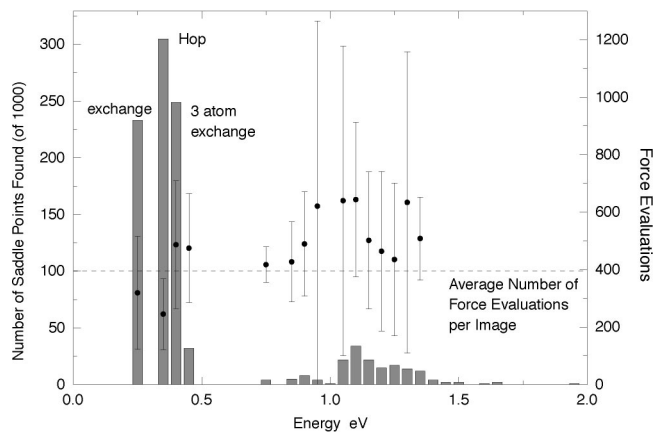 Number of Saddle Points Found (of 1000)
300
250
200
150
100
50
0
exchange
Hop
3 atom
exchange
Average Number of
Force Evaluations
per Image
1200
1000
800
600
400
200
0
Force Evaluations
0.0
0.5
1.0
1.5
2.0
Energy eV